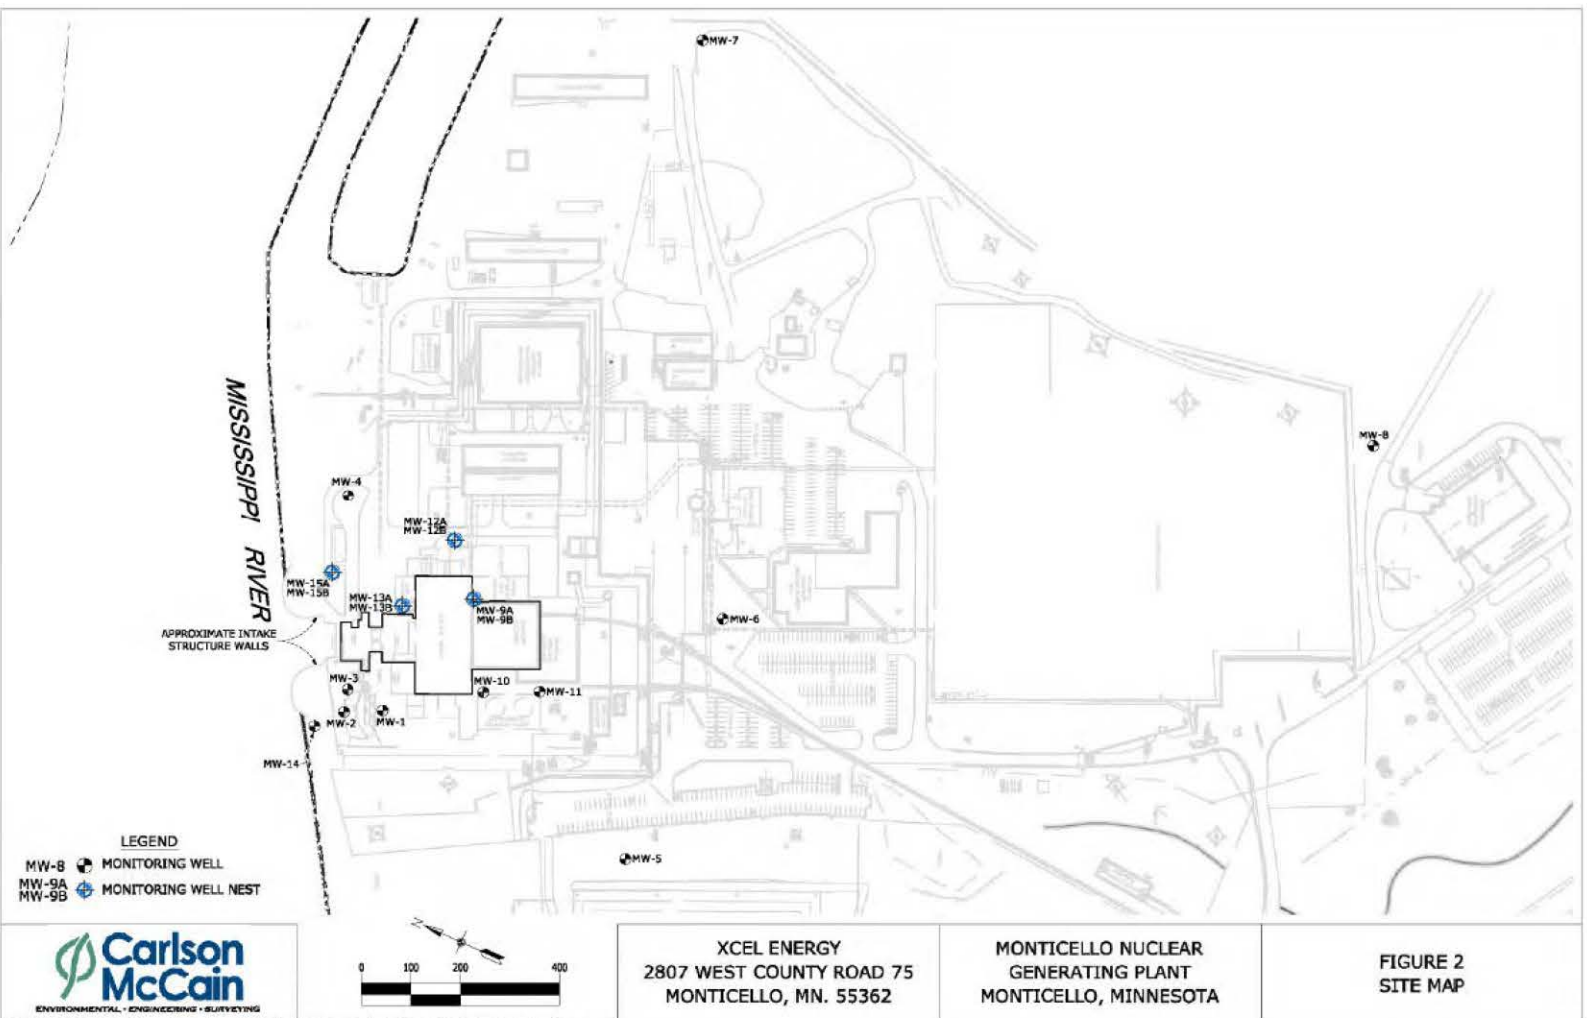 MW-7
MW-8
MISSISSIPPI RIVER
MW-4
MW-12A
MW-12B
MW-15A
MW-15B
MW-13A
MW-13B
MW-9A
MW-9B
MW-6
APPROXIMATE INTAKE
STRUCTURE WALLS
MW-3
MW-10
MW-11
MW-2
MW-1
MW-14
MW-5
LEGEND
MW-8 MONITORING WELL
MW-9A
MW-9B
MONITORING WELL NEST
Carlson
McCain
ENVIRONMENTAL · ENGINEERING · SURVEYING
N
0 100 200 400
XCEL ENERGY
2807 WEST COUNTY ROAD 75
MONTICELLO, MN. 55362
MONTICELLO NUCLEAR
GENERATING PLANT
MONTICELLO, MINNESOTA
FIGURE 2
SITE MAP